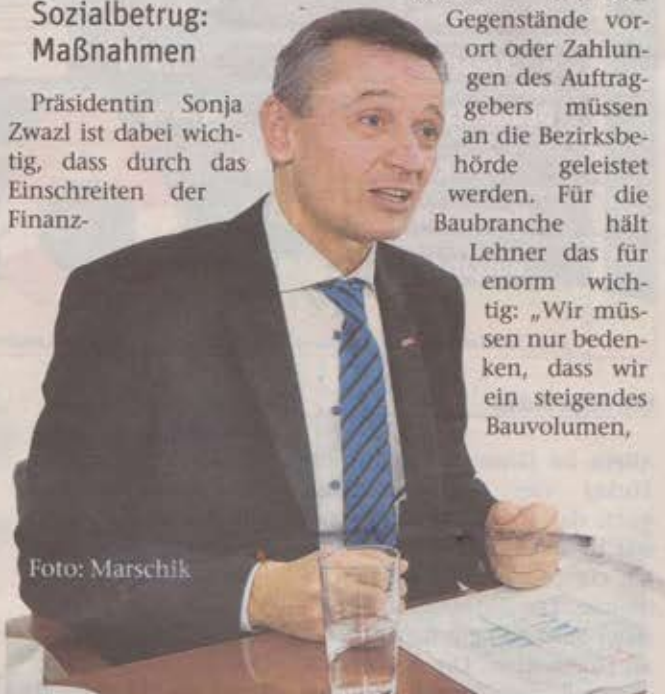 Sozialbetrug:
Maßnahmen
Präsidentin Sonja
Zwazl ist dabei wich-
tig, dass durch das
Einschreiten der
Finanz-
Gegenstände vor-
ort oder Zahlun-
gen des Auftrag-
gebers müssen
an die Bezirksbe-
hörde geleistet
werden. Für die
Baubranche hält
Lehner das für
enorm wich-
tig: „Wir müs-
sen nur beden-
ken, dass wir
ein steigendes
Bauvolumen,
Foto: Marschik